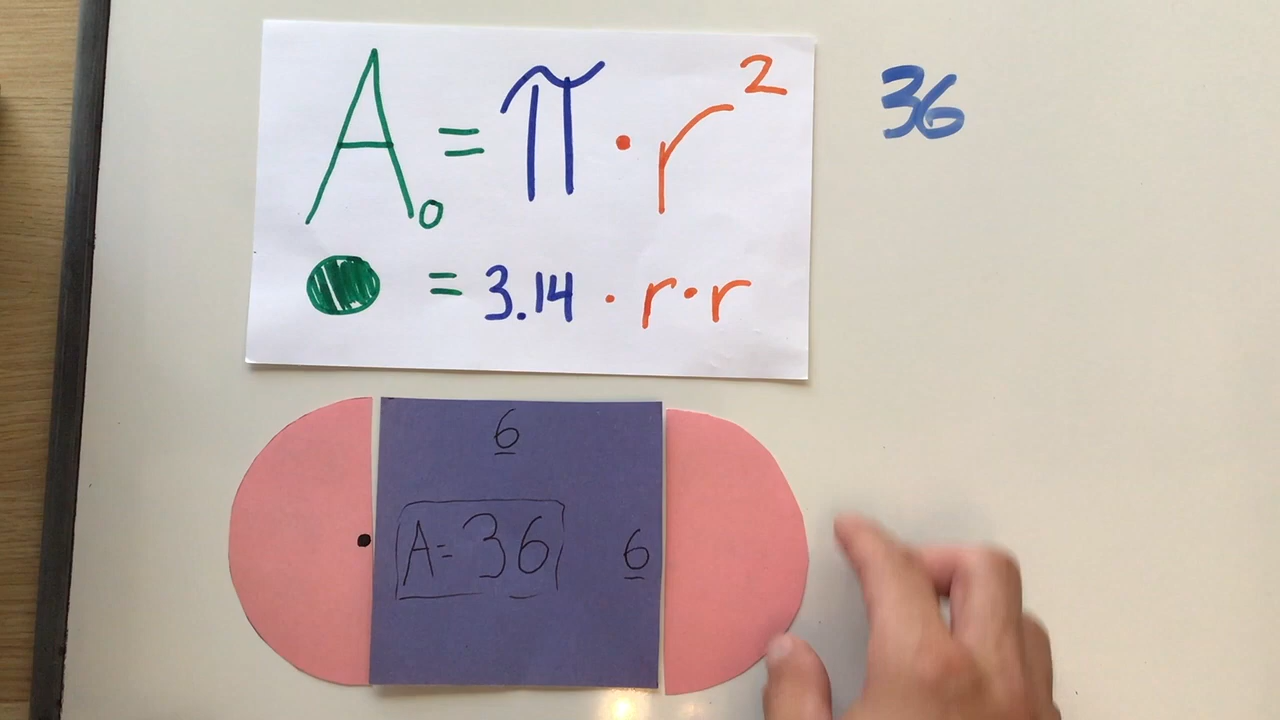 A₀ = π · r²
= 3.14 · r · r
36
6
A = 36
6